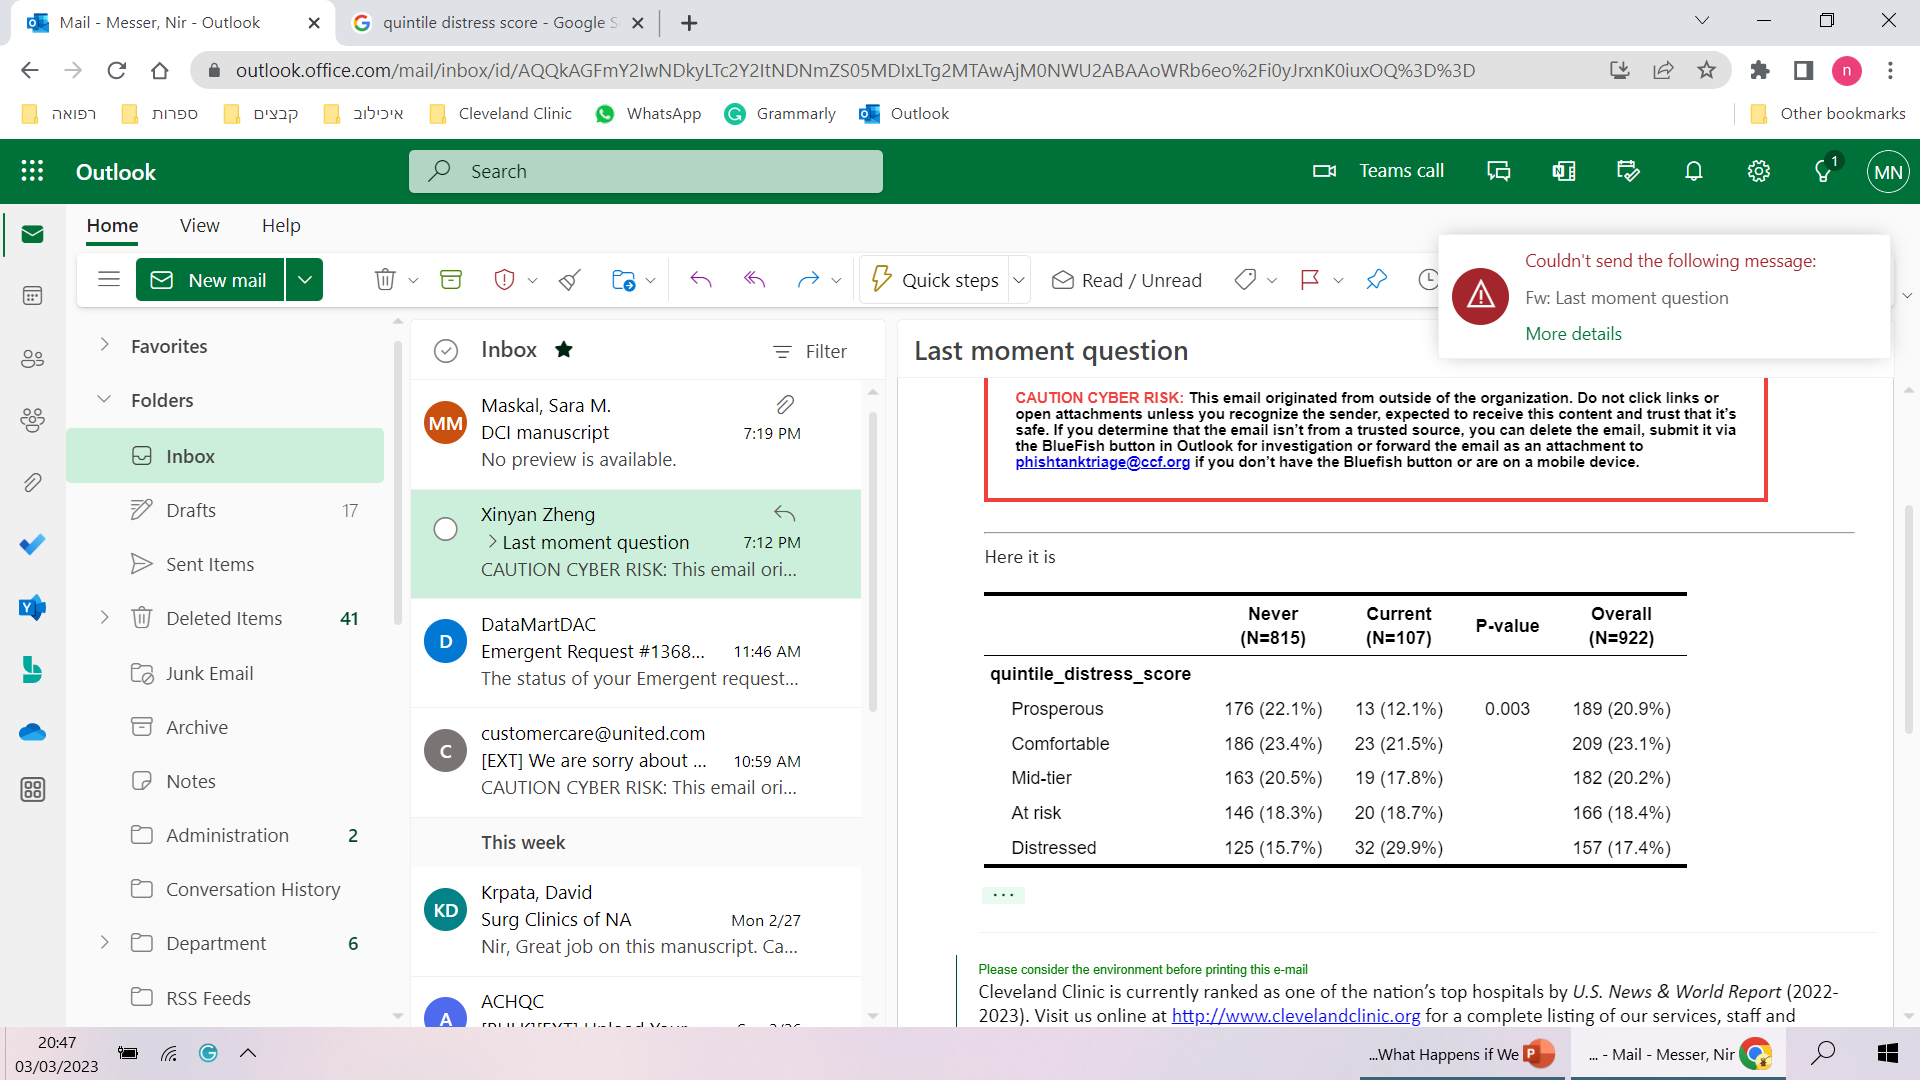 Mail - Messer, Nir - Outlook
quintile distress score - Google S
outlook.office.com/mail/inbox/id/AQQkAGFmY2IwNDkyLTc2Y2ItNDNmZS05MDIxLTg2MTAwAjM0NWU2ABAAoWRb6eo%2Fi0yJrxnK0iuxOQ%3D%3D
n
רפואה
ספרות
קבצים
איכילוב
Cleveland Clinic
WhatsApp
Grammarly
Outlook
Other bookmarks
Outlook
Search
Teams call
1
MN
Home
View
Help
New mail
Quick steps
Read / Unread
Couldn't send the following message:
Fw: Last moment question
More details
Favorites
Folders
Inbox
Drafts 17
Sent Items
Deleted Items 41
Junk Email
Archive
Notes
Administration 2
Conversation History
Department 6
RSS Feeds
Inbox
Filter
MM
Maskal, Sara M.
DCI manuscript 7:19 PM
No preview is available.
Xinyan Zheng
Last moment question 7:12 PM
CAUTION CYBER RISK: This email ori...
D
DataMartDAC
Emergent Request #1368... 11:46 AM
The status of your Emergent request...
C
customercare@united.com
[EXT] We are sorry about ... 10:59 AM
CAUTION CYBER RISK: This email ori...
This week
KD
Krpata, David
Surg Clinics of NA Mon 2/27
Nir, Great job on this manuscript. Ca...
A
ACHQC
Last moment question
CAUTION CYBER RISK: This email originated from outside of the organization. Do not click links or
open attachments unless you recognize the sender, expected to receive this content and trust that it's
safe. If you determine that the email isn't from a trusted source, you can delete the email, submit it via
the BlueFish button in Outlook for investigation or forward the email as an attachment to
phishtanktriage@ccf.org if you don't have the Bluefish button or are on a mobile device.
Here it is
Never Current P-value Overall
(N=815) (N=107) (N=922)
quintile_distress_score
Prosperous 176 (22.1%) 13 (12.1%) 0.003 189 (20.9%)
Comfortable 186 (23.4%) 23 (21.5%) 209 (23.1%)
Mid-tier 163 (20.5%) 19 (17.8%) 182 (20.2%)
At risk 146 (18.3%) 20 (18.7%) 166 (18.4%)
Distressed 125 (15.7%) 32 (29.9%) 157 (17.4%)
...
Please consider the environment before printing this e-mail
Cleveland Clinic is currently ranked as one of the nation's top hospitals by U.S. News & World Report (2022-
2023). Visit us online at http://www.clevelandclinic.org for a complete listing of our services, staff and
20:47
03/03/2023
...What Happens if We
... - Mail - Messer, Nir